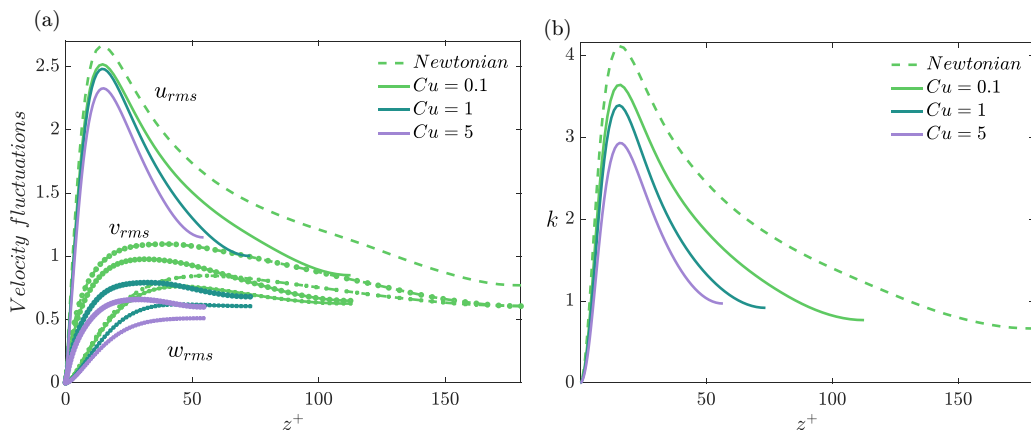 (a)
Velocity fluctuations
2.5
2
1.5
1
0.5
0
0
50
100
150
z+
u_rms
v_rms
w_rms
Newtonian
Cu = 0.1
Cu = 1
Cu = 5
(b)
k
4
3
2
1
0
50
100
150
z+
Newtonian
Cu = 0.1
Cu = 1
Cu = 5